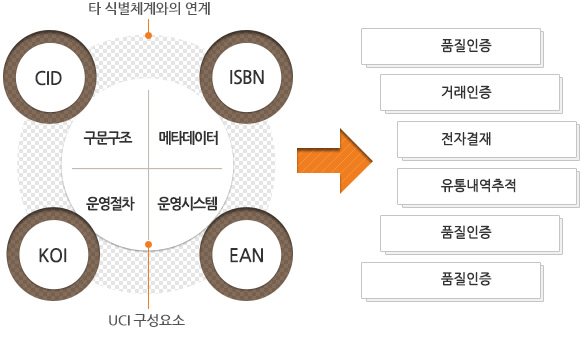 타 식별체계와의 연계
CID
ISBN
구문구조
메타데이터
운영절차
운영시스템
KOI
EAN
UCI 구성요소
품질인증
거래인증
전자결재
유통내역추적
품질인증
품질인증